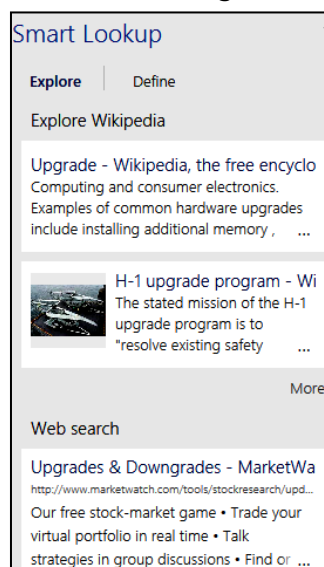 Smart Lookup
Explore Define
Explore Wikipedia
Upgrade - Wikipedia, the free encyclo
Computing and consumer electronics.
Examples of common hardware upgrades
include installing additional memory , ...
H-1 upgrade program - Wi
The stated mission of the H-1
upgrade program is to
"resolve existing safety ...
More
Web search
Upgrades & Downgrades - MarketWa
http://www.marketwatch.com/tools/stockresearch/upd...
Our free stock-market game • Trade your
virtual portfolio in real time • Talk
strategies in group discussions • Find or ...